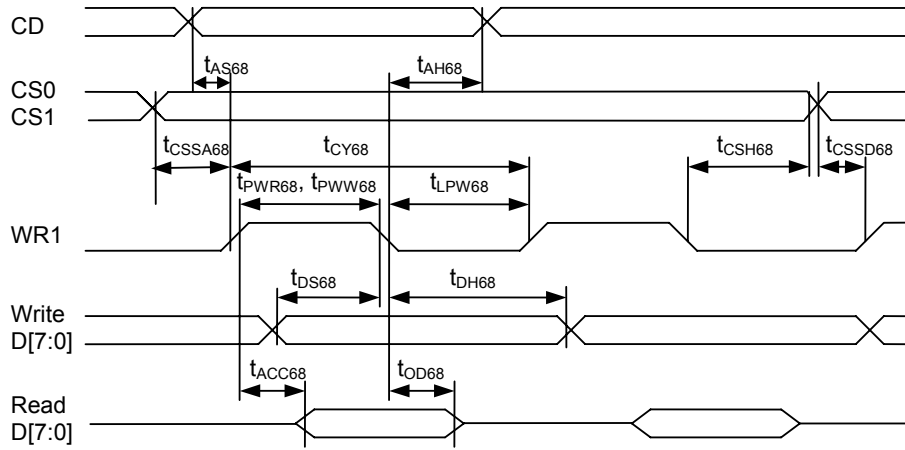 CD
tAS68 tAH68
CS0
CS1
tCSSA68 tCY68 tCSH68 tCSSD68
tPWR68, tPWW68 tLPW68
WR1
tDS68 tDH68
Write
D[7:0]
tACC68 tOD68
Read
D[7:0]